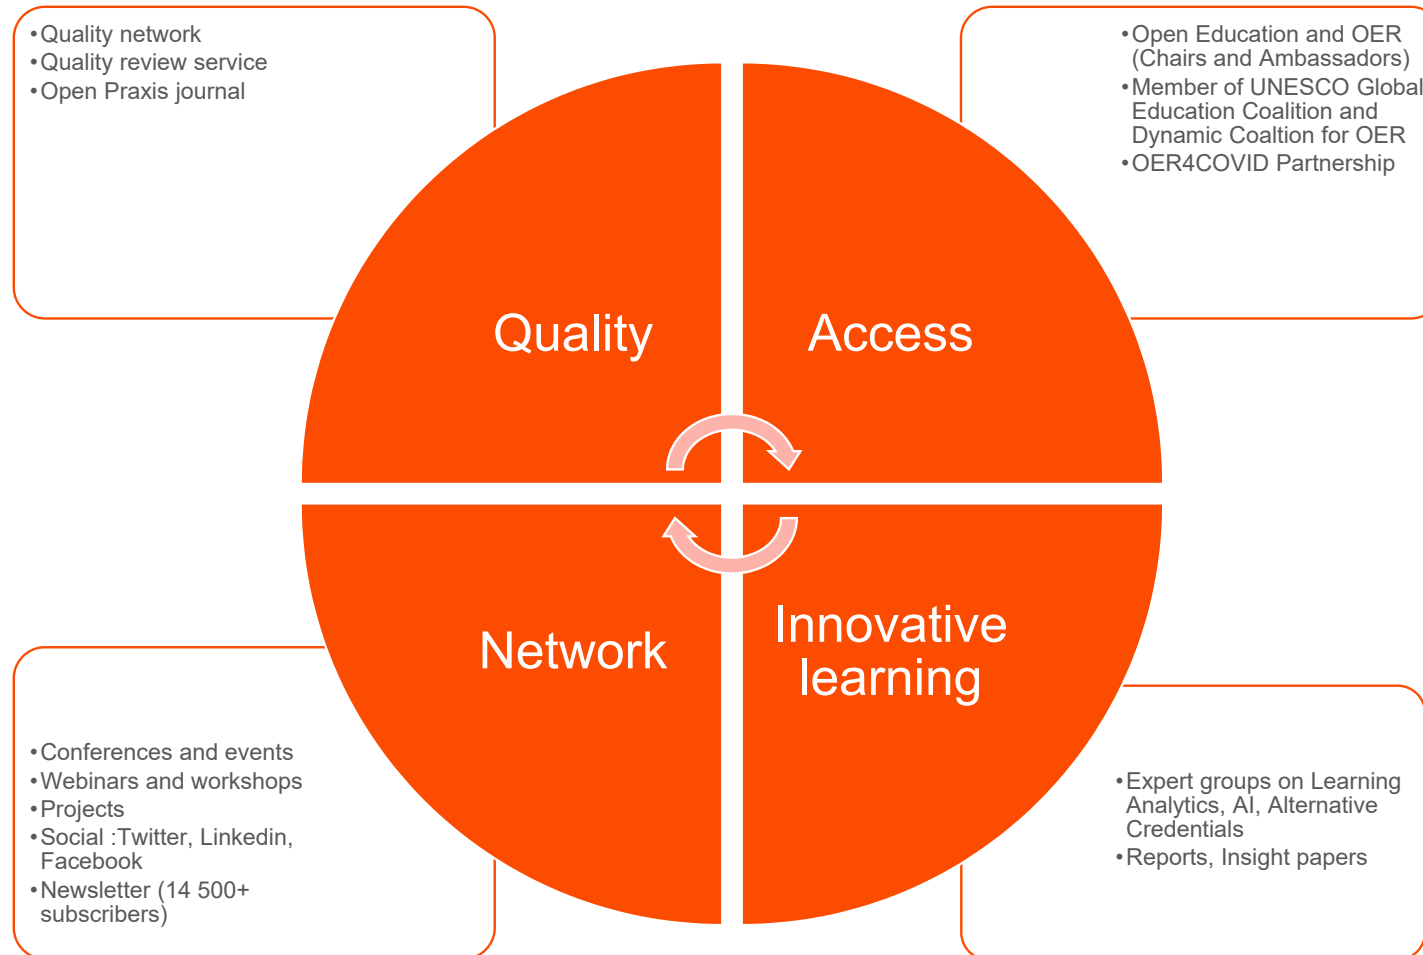 •Quality network
•Quality review service
•Open Praxis journal
•Open Education and OER
(Chairs and Ambassadors)
•Member of UNESCO Global
Education Coalition and
Dynamic Coaltion for OER
•OER4COVID Partnership
Quality
Access
Network
Innovative
learning
•Conferences and events
•Webinars and workshops
•Projects
•Social :Twitter, Linkedin,
Facebook
•Newsletter (14 500+
subscribers)
•Expert groups on Learning
Analytics, AI, Alternative
Credentials
•Reports, Insight papers